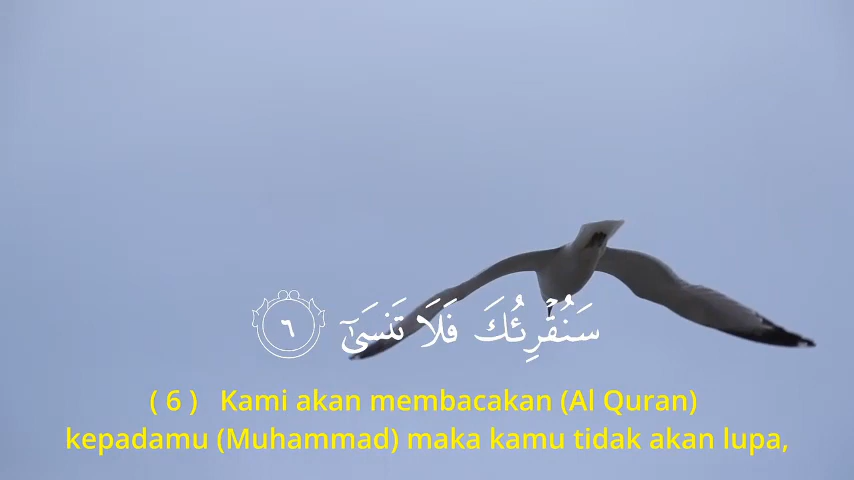 سَنُقْرِئُكَ فَلَا تَنسَىٰٓ ٦
( 6 ) Kami akan membacakan (Al Quran)
kepadamu (Muhammad) maka kamu tidak akan lupa,